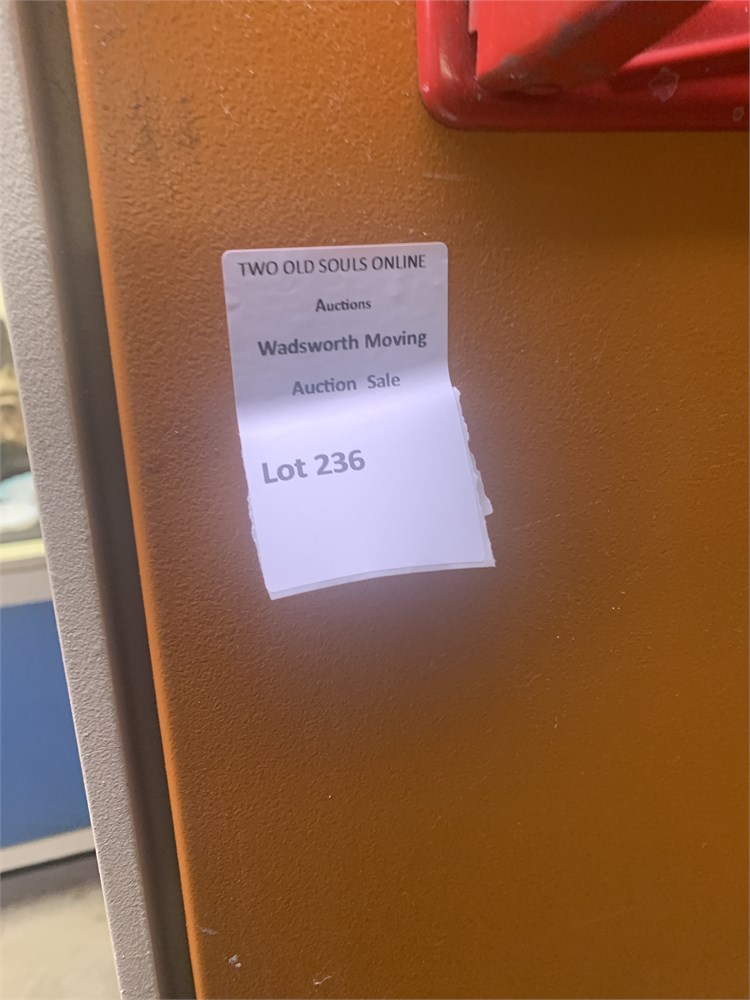 TWO OLD SOULS ONLINE
Auctions
Wadsworth Moving
Auction Sale
Lot 236